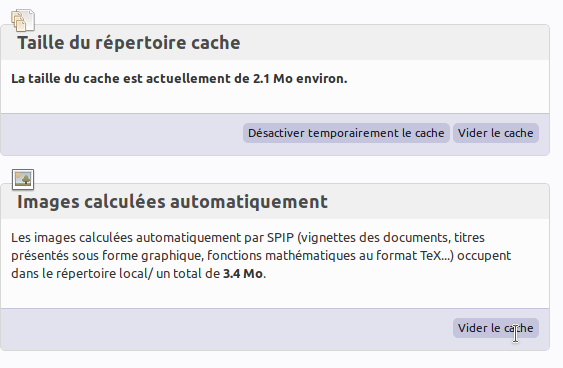 Taille du répertoire cache
La taille du cache est actuellement de 2.1 Mo environ.
Désactiver temporairement le cache Vider le cache
Images calculées automatiquement
Les images calculées automatiquement par SPIP (vignettes des documents, titres
présentés sous forme graphique, fonctions mathématiques au format TeX...) occupent
dans le répertoire local/ un total de 3.4 Mo.
Vider le cache